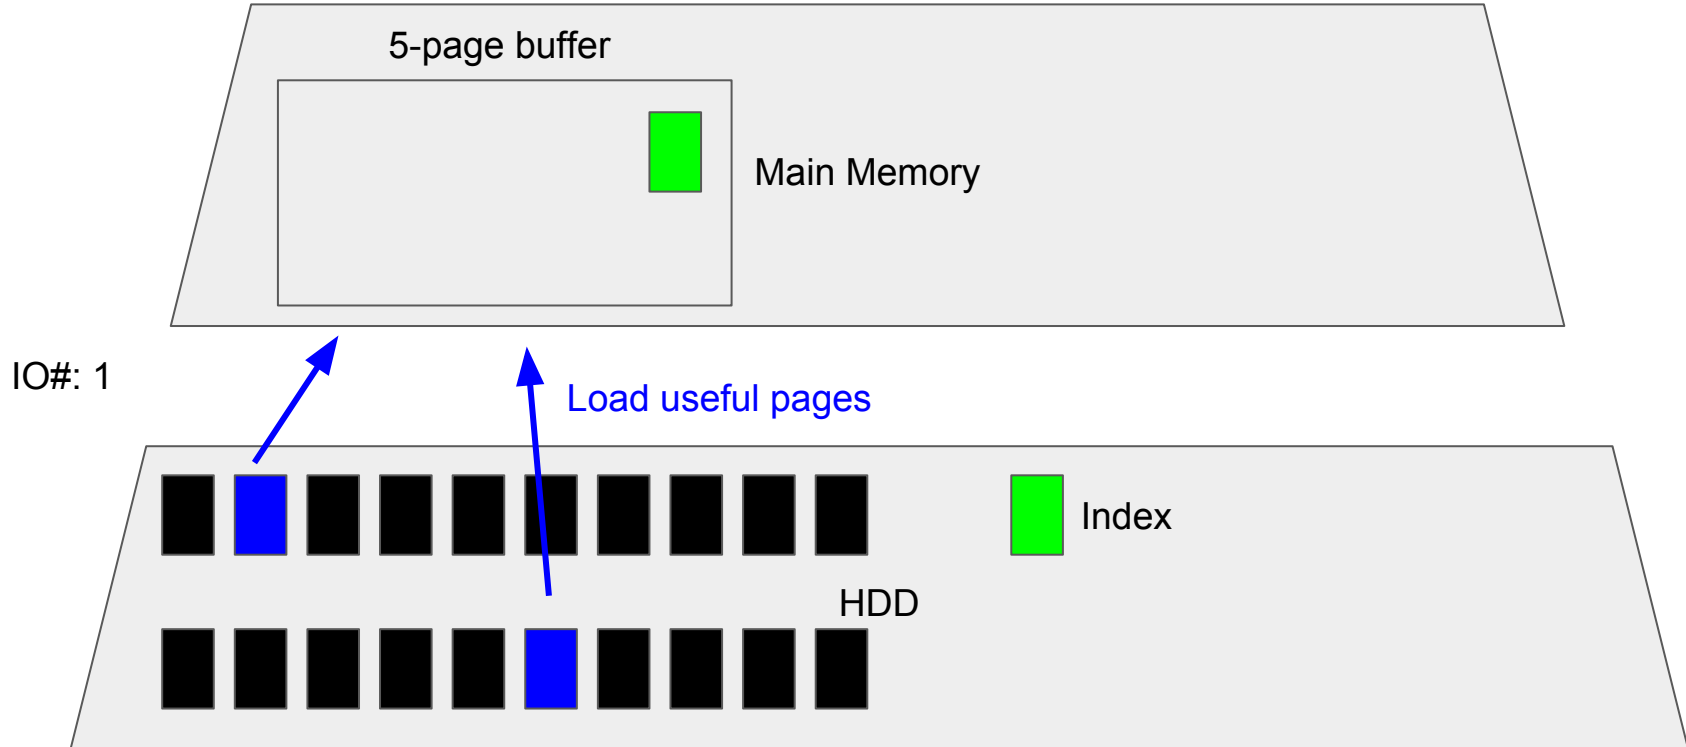 5-page buffer
Main Memory
IO#: 1
Load useful pages
Index
HDD